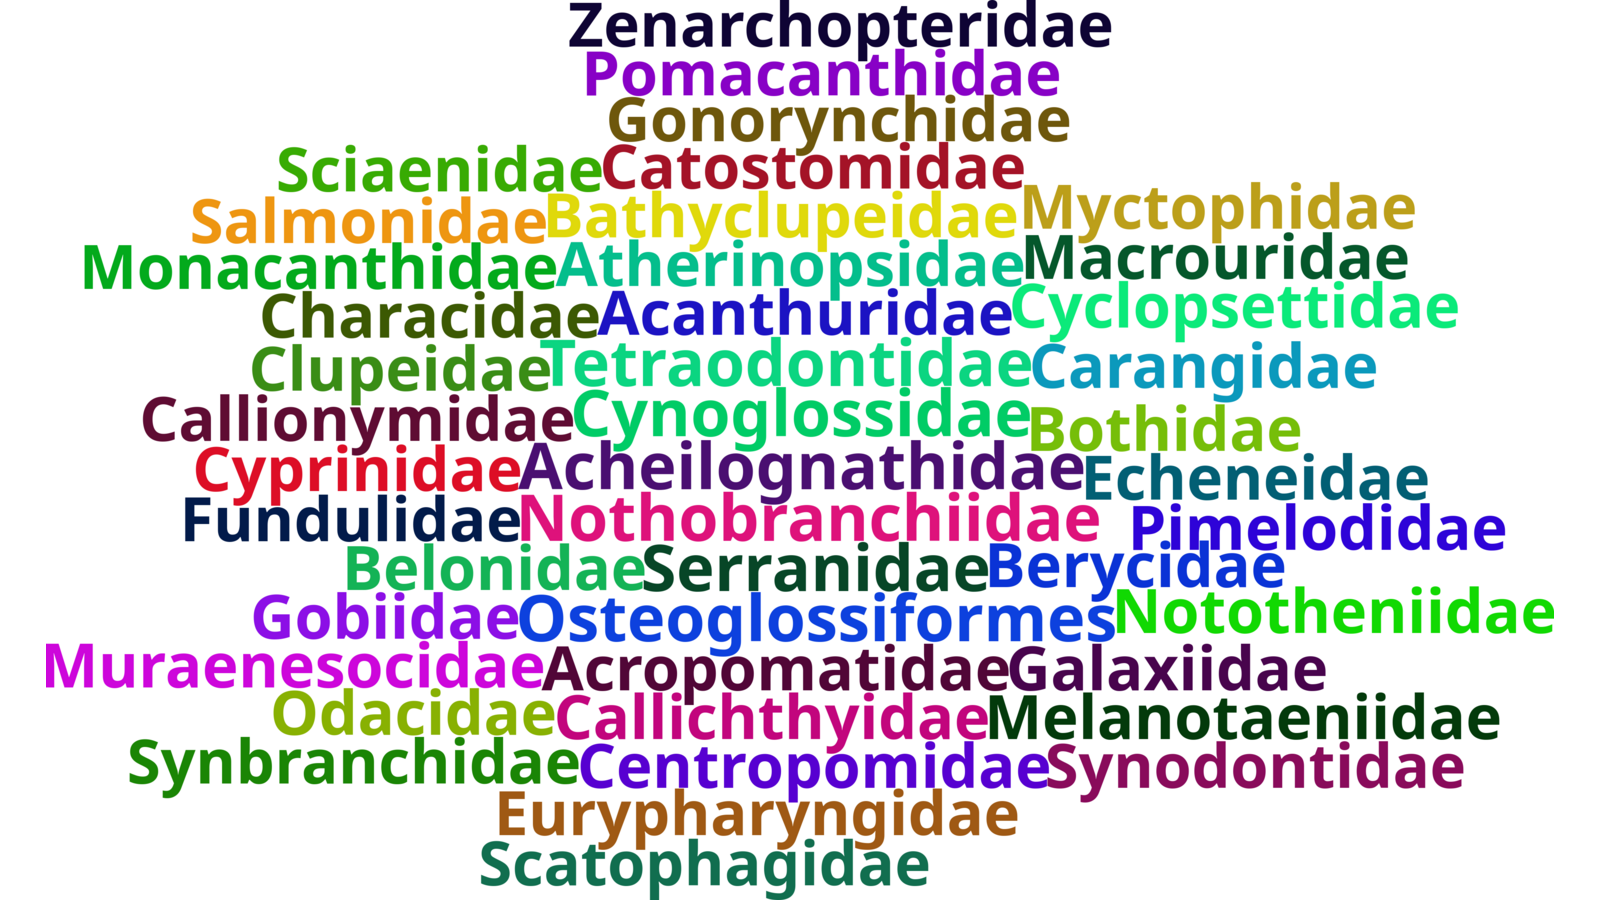 Zenarchopteridae
Pomacanthidae
Gonorynchidae
Sciaenidae Catostomidae
Salmonidae Bathyclupeidae Myctophidae
Monacanthidae Atherinopsidae Macrouridae
Characidae Acanthuridae Cyclopsettidae
Clupeidae Tetraodontidae Carangidae
Callionymidae Cynoglossidae Bothidae
Cyprinidae Acheilognathidae Echeneidae
Fundulidae Nothobranchiidae Pimelodidae
Belonidae Serranidae Berycidae
Gobiidae Osteoglossiformes Nototheniidae
Muraenesocidae Acropomatidae Galaxiidae
Odacidae Callichthyidae Melanotaeniidae
Synbranchidae Centropomidae Synodontidae
Eurypharyngidae
Scatophagidae